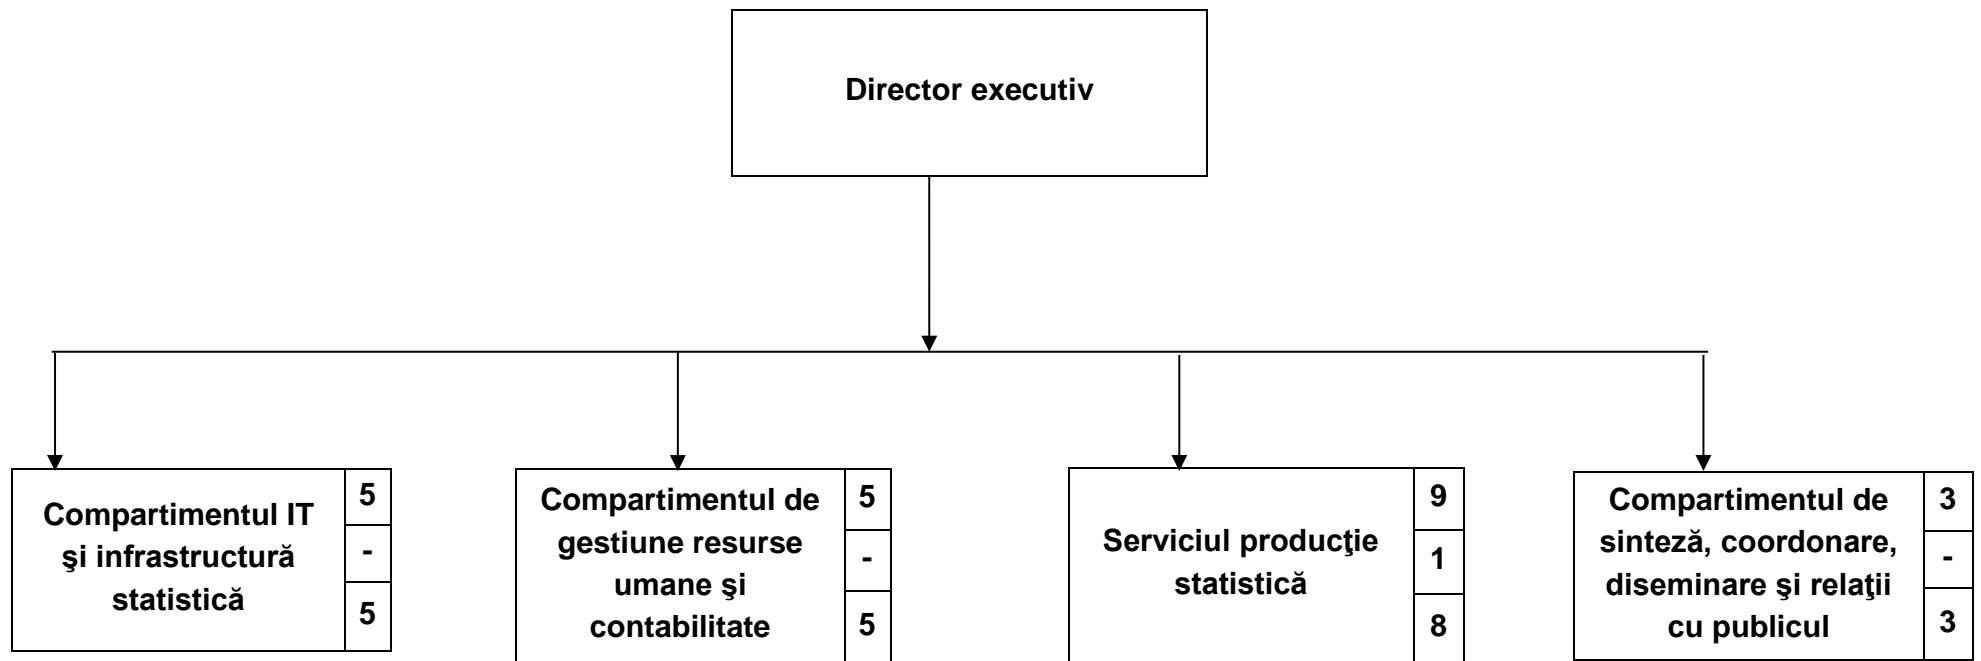 Director executiv
Compartimentul IT
şi infrastructură
statistică
5
-
5
Compartimentul de
gestiune resurse
umane şi
contabilitate
5
-
5
Serviciul producţie
statistică
9
1
8
Compartimentul de
sinteză, coordonare,
diseminare şi relaţii
cu publicul
3
-
3